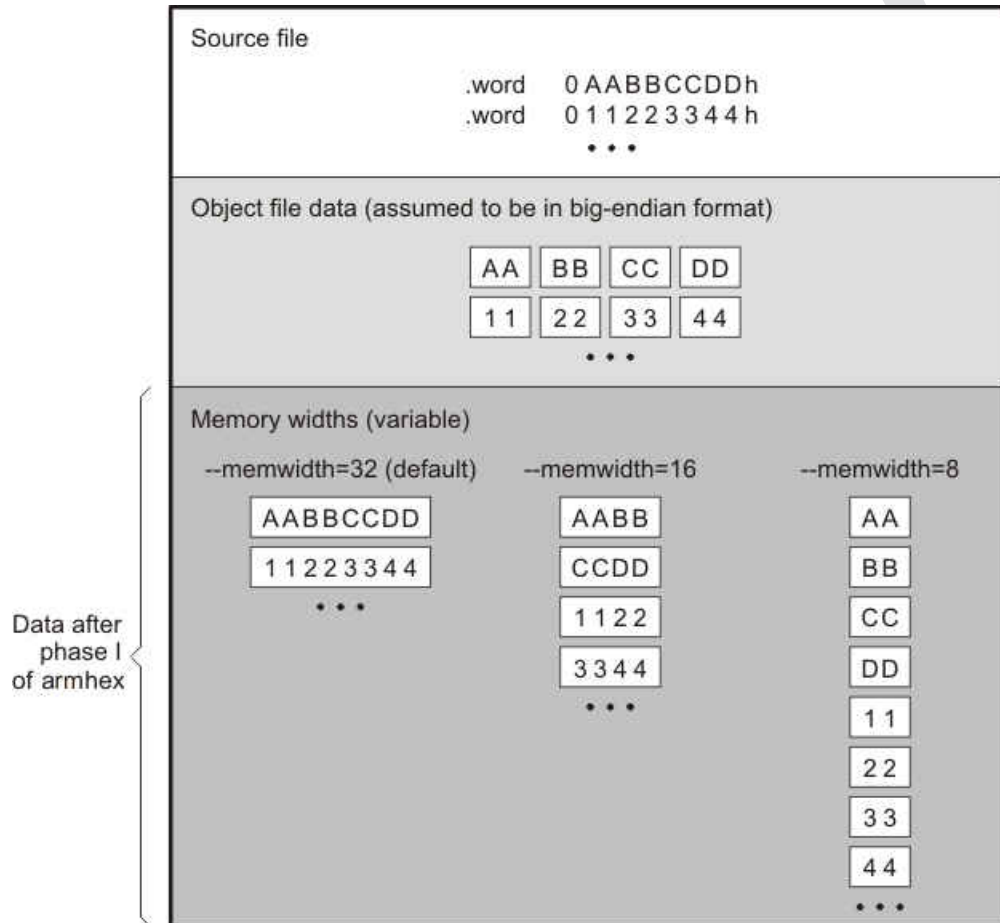 Source file
.word 0AABBCCDDh
.word 011223344h
• • •
Object file data (assumed to be in big-endian format)
AA BB CC DD
11 22 33 44
• • •
Memory widths (variable)
--memwidth=32 (default) --memwidth=16 --memwidth=8
AABBCCDD AABB AA
11223344 CCDD BB
• • • 1122 CC
3344 DD
• • • 11
22
33
44
• • •
Data after
phase I
of armhex